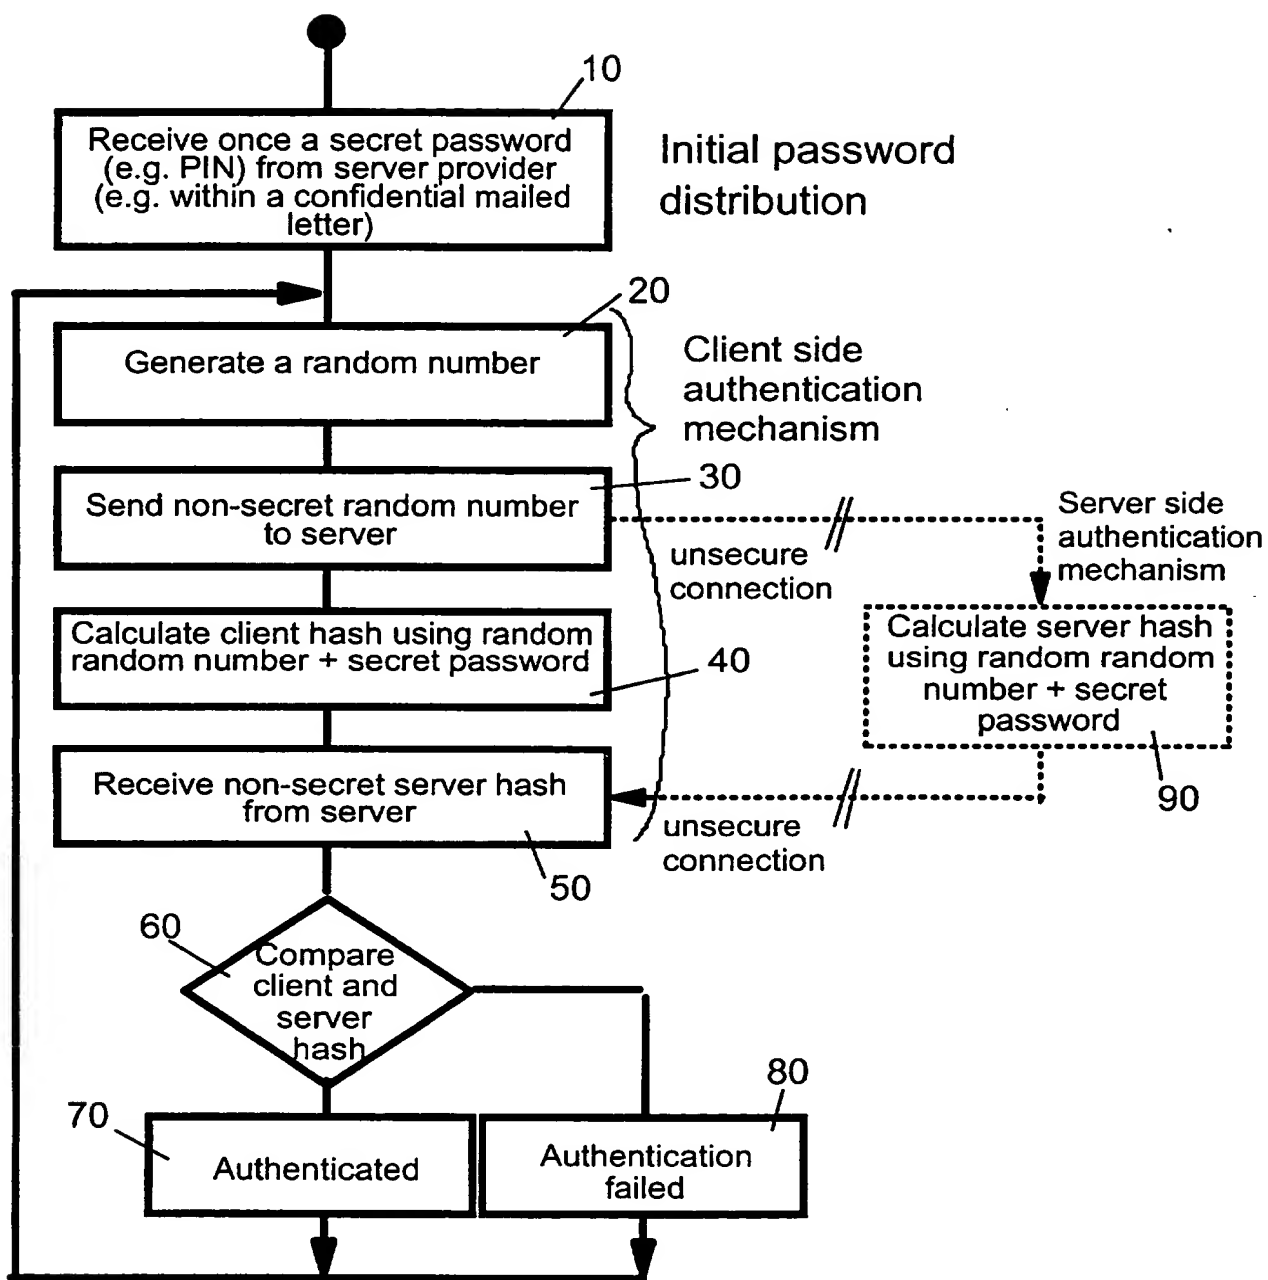 10
Receive once a secret password
(e.g. PIN) from server provider
(e.g. within a confidential mailed
letter)
Initial password
distribution
20
Generate a random number
Client side
authentication
mechanism
30
Send non-secret random number
to server
unsecure
connection
Server side
authentication
mechanism
Calculate client hash using random
random number + secret password
40
Calculate server hash
using random random
number + secret
password
90
Receive non-secret server hash
from server
unsecure
connection
50
60
Compare
client and
server
hash
70
Authenticated
80
Authentication
failed